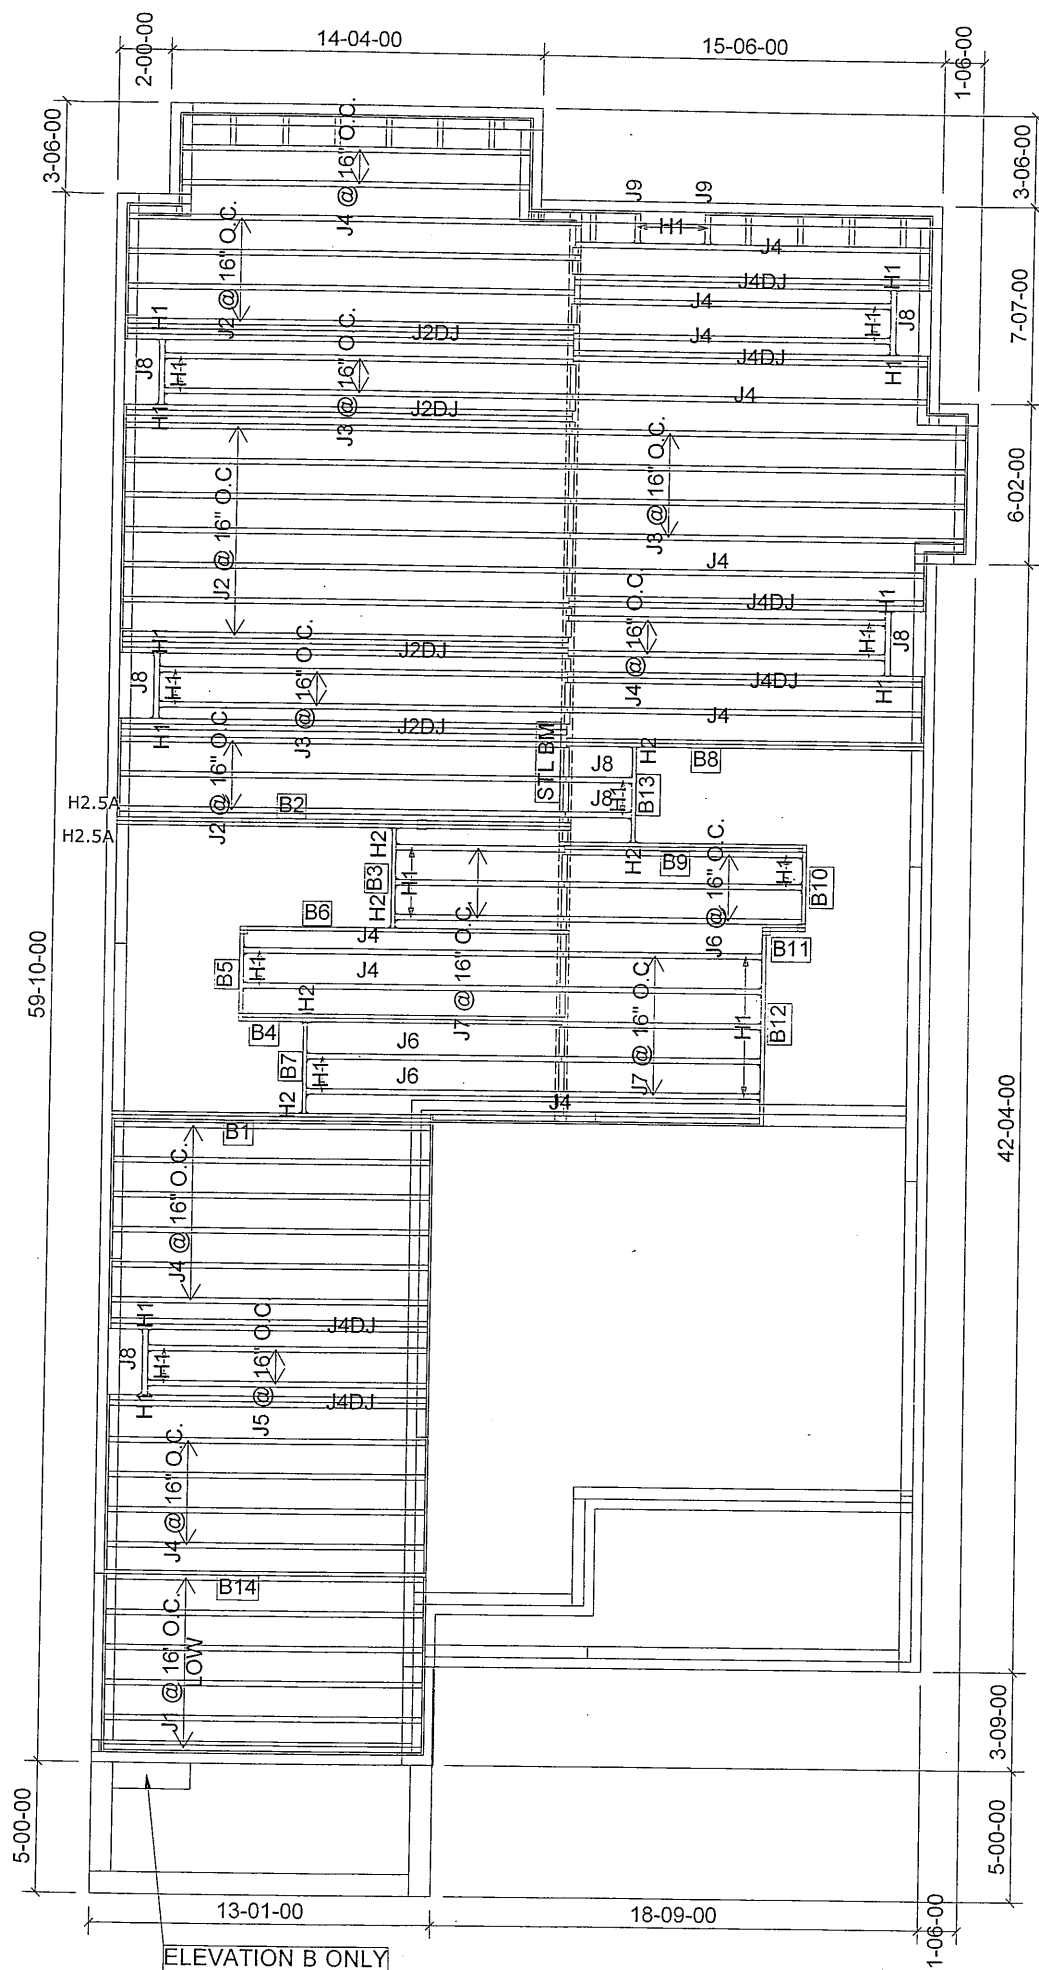 2-00-00
14-04-00
15-06-00
1-06-00
3-06-00
3-06-00
J4 @ 16" O.C.
J9
J9
H1
J4
J2 @ 16" O.C.
J4DJ
H1
J4
H1
J8
7-07-00
H1
J2DJ
J4
J8
H1
J3 @ 16" O.C.
J4DJ
H1
H1
J2DJ
J4
J2 @ 16" O.C
J3 @ 16" O.C.
6-02-00
J4
J4DJ
H1
H1
J2DJ
J4 @ 16" O.C.
H1
J8
J8
H1
J3 @ 16" O.C.
J4DJ
H1
H1
J2DJ
J4
STL BM
J8
H2
B8
J2 @ 16" O.C.
H1
J8
B13
H2.5A
B2
H2.5A
H2
B3
H1
H2
H2
B9
J6 @ 16" O.C.
H1
B10
B6
J4
B11
59-10-00
B5
H1
J4
J7 @ 16" O.C.
J7 @ 16" O.C.
H2
B4
J6
H1
B12
B7
H1
J6
H2
J4
B1
42-04-00
J4 @ 16" O.C.
H1
J4DJ
J8
H1
J5 @ 16" O.C.
H1
J4DJ
J4 @ 16" O.C.
B14
J1 @ 16" O.C.
LOW
3-09-00
5-00-00
5-00-00
13-01-00
18-09-00
1-06-00
ELEVATION B ONLY